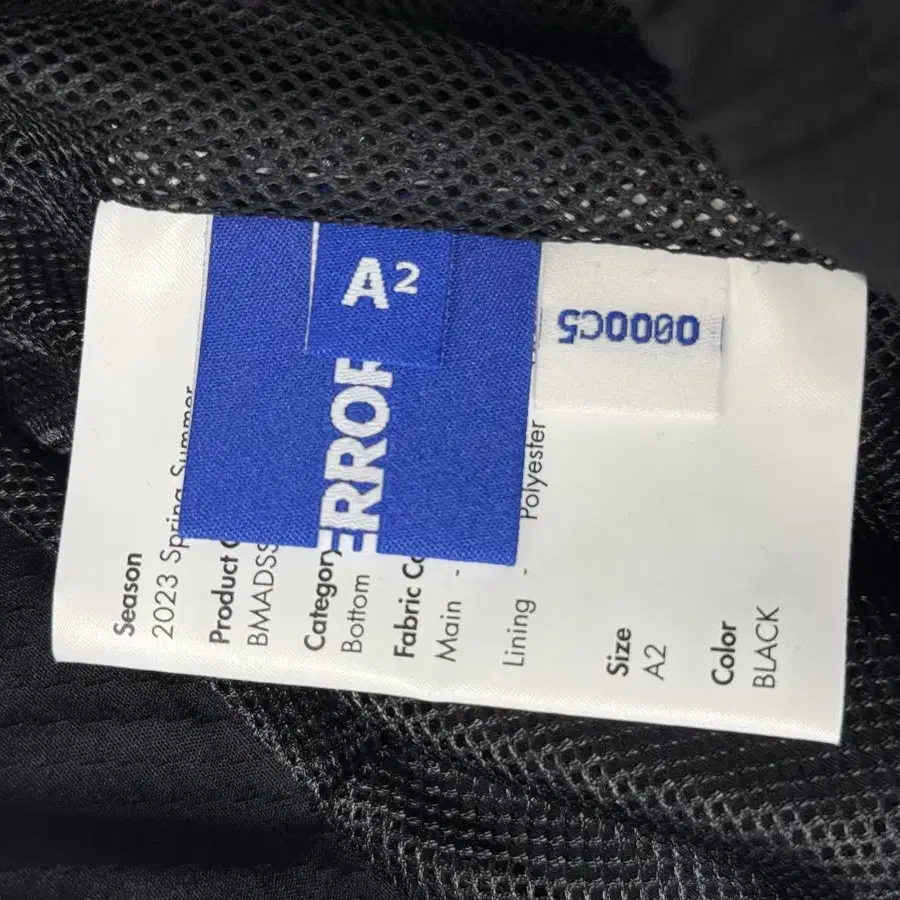 A²
ERROR
000C5
Season
2023 Spring Summer
Product C
BMADSS
Category
Bottom
Fabric Co
Main -
Lining - Polyester
Size
A2
Color
BLACK